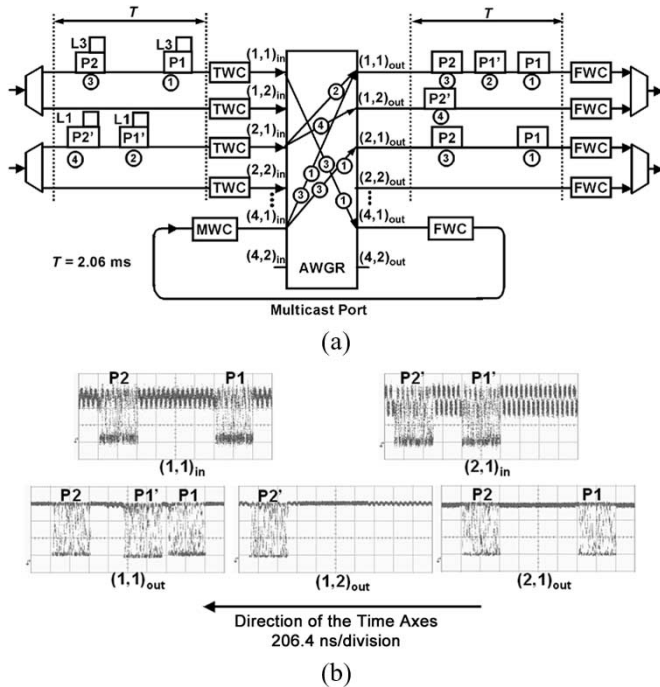 T T
L3 L3
P2 P1 TWC (1,1)in (1,1)out P2 P1' P1 FWC
③ ① ② ③ ② ①
TWC (1,2)in (1,2)out P2' FWC
L1 L1 ④ ④
P2' P1' TWC (2,1)in (2,1)out P2 P1 FWC
④ ② ① ③ ① ③ ①
TWC (2,2)in ③ (2,2)out FWC
MWC (4,1)in ① (4,1)out FWC
T = 2.06 ms (4,2)in AWGR (4,2)out
Multicast Port
(a)
P2 P1 P2' P1'
(1,1)in (2,1)in
P2 P1' P1 P2' P2 P1
(1,1)out (1,2)out (2,1)out
Direction of the Time Axes
206.4 ns/division
(b)